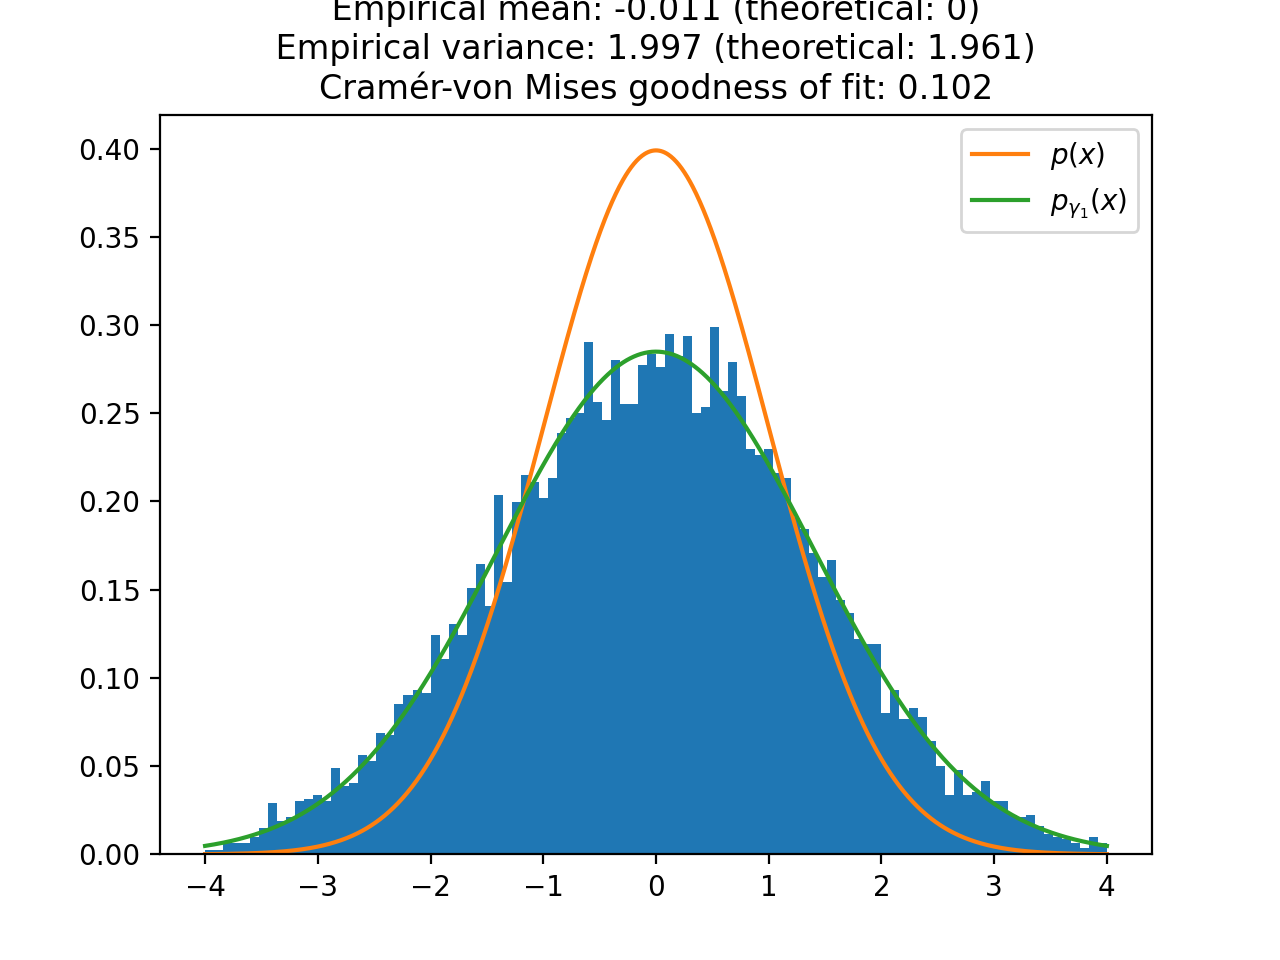 Empirical mean: -0.011 (theoretical: 0)
Empirical variance: 1.997 (theoretical: 1.961)
Cramér-von Mises goodness of fit: 0.102
p(x)
pγ₁(x)
0.40
0.35
0.30
0.25
0.20
0.15
0.10
0.05
0.00
−4 −3 −2 −1 0 1 2 3 4